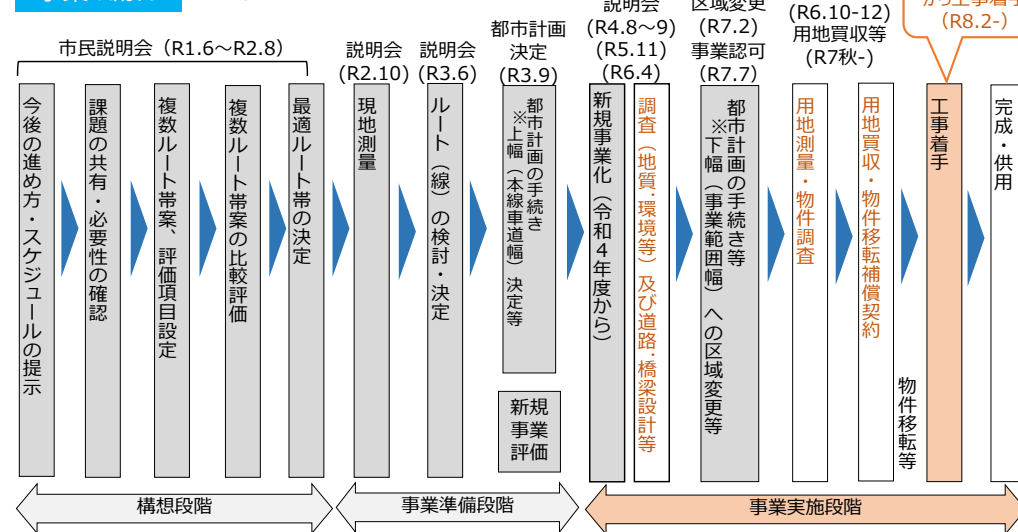 市民説明会（R1.6～R2.8）
説明会
(R2.10)
説明会
(R3.6)
都市計画
決定
(R3.9)
説明会
(R4.8～9)
(R5.11)
(R6.4)
区域変更
(R7.2)
事業認可
(R7.7)
(R6.10-12)
用地買収等
(R7秋-)
から工事着手
(R8.2-)
今後の進め方・スケジュールの提示
課題の共有・必要性の確認
複数ルート帯案、評価項目設定
複数ルート帯案の比較評価
最適ルート帯の決定
現地測量
ルート（線）の検討・決定
都市計画の手続き
※上幅（本線車道幅）決定等
新規
事業
評価
新規事業化（令和４年度から）
調査（地質・環境等）及び道路・橋梁設計等
都市計画の手続き等
※下幅（事業範囲幅）への区域変更等
用地測量・物件調査
用地買収・物件移転補償契約
物件移転等
工事着手
完成・供用
構想段階
事業準備段階
事業実施段階